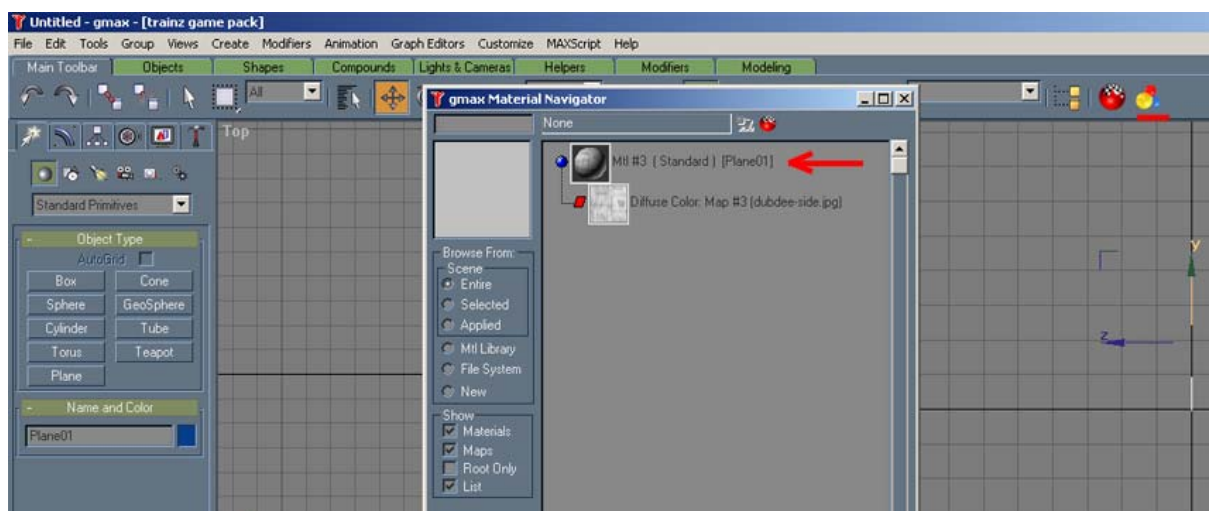 Untitled - gmax - [trainz game pack]
File Edit Tools Group Views Create Modifiers Animation Graph Editors Customize MAXScript Help
Main Toolbar Objects Shapes Compounds Lights & Cameras Helpers Modifiers Modeling
All
gmax Material Navigator
None
Top
Mtl #3 ( Standard ) [Plane01]
Diffuse Color: Map #3 (dubdee-side.jpg)
Standard Primitives
Object Type
AutoGrid
Box Cone
Sphere GeoSphere
Cylinder Tube
Torus Teapot
Plane
Name and Color
Plane01
Browse From:
Scene
Entire
Selected
Applied
Mtl Library
File System
New
Show
Materials
Maps
Root Only
List
y
z